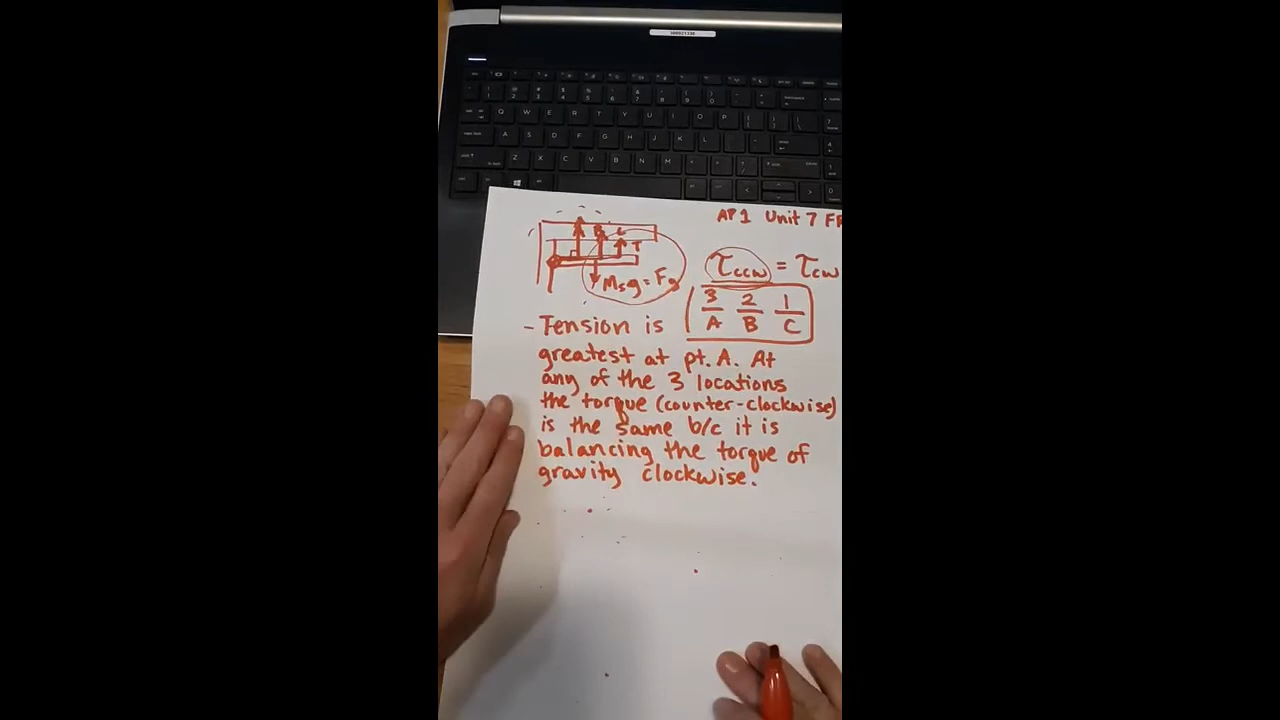 AP1 Unit 7 FR
B C
T
Msg = Fg
τccw = τcw
3 2 1
A B C
- Tension is
greatest at pt. A. At
any of the 3 locations
the torque (counter-clockwise)
is the same b/c it is
balancing the torque of
gravity clockwise.